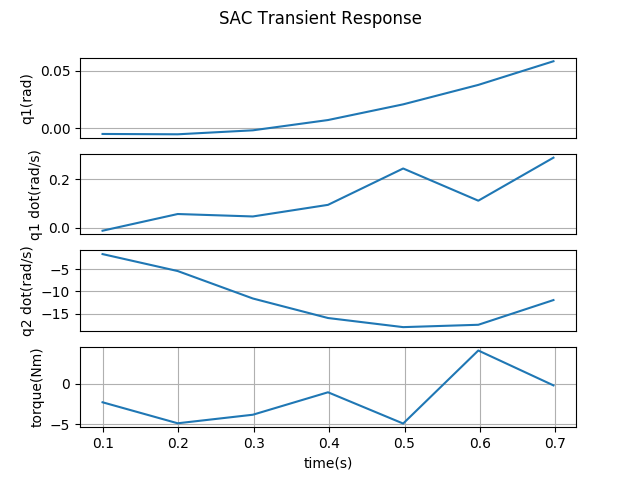 SAC Transient Response
0.05
0.00
q1(rad)
0.2
0.0
q1 dot(rad/s)
−5
−10
−15
q2 dot(rad/s)
0
−5
torque(Nm)
0.1 0.2 0.3 0.4 0.5 0.6 0.7
time(s)